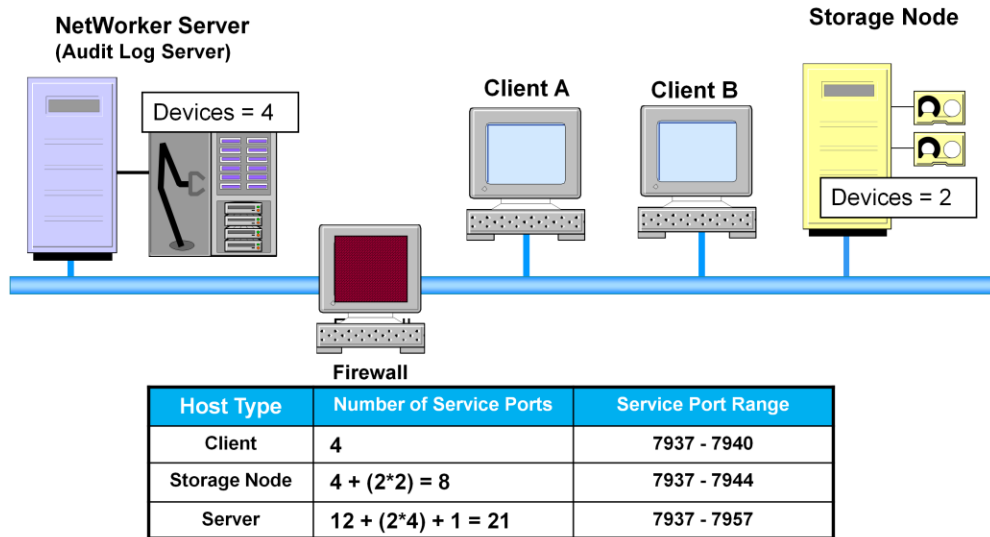 NetWorker Server
(Audit Log Server)
Storage Node
Devices = 4
Client A
Client B
Devices = 2
Firewall
Host Type Number of Service Ports Service Port Range
Client 4 7937 - 7940
Storage Node 4 + (2*2) = 8 7937 - 7944
Server 12 + (2*4) + 1 = 21 7937 - 7957